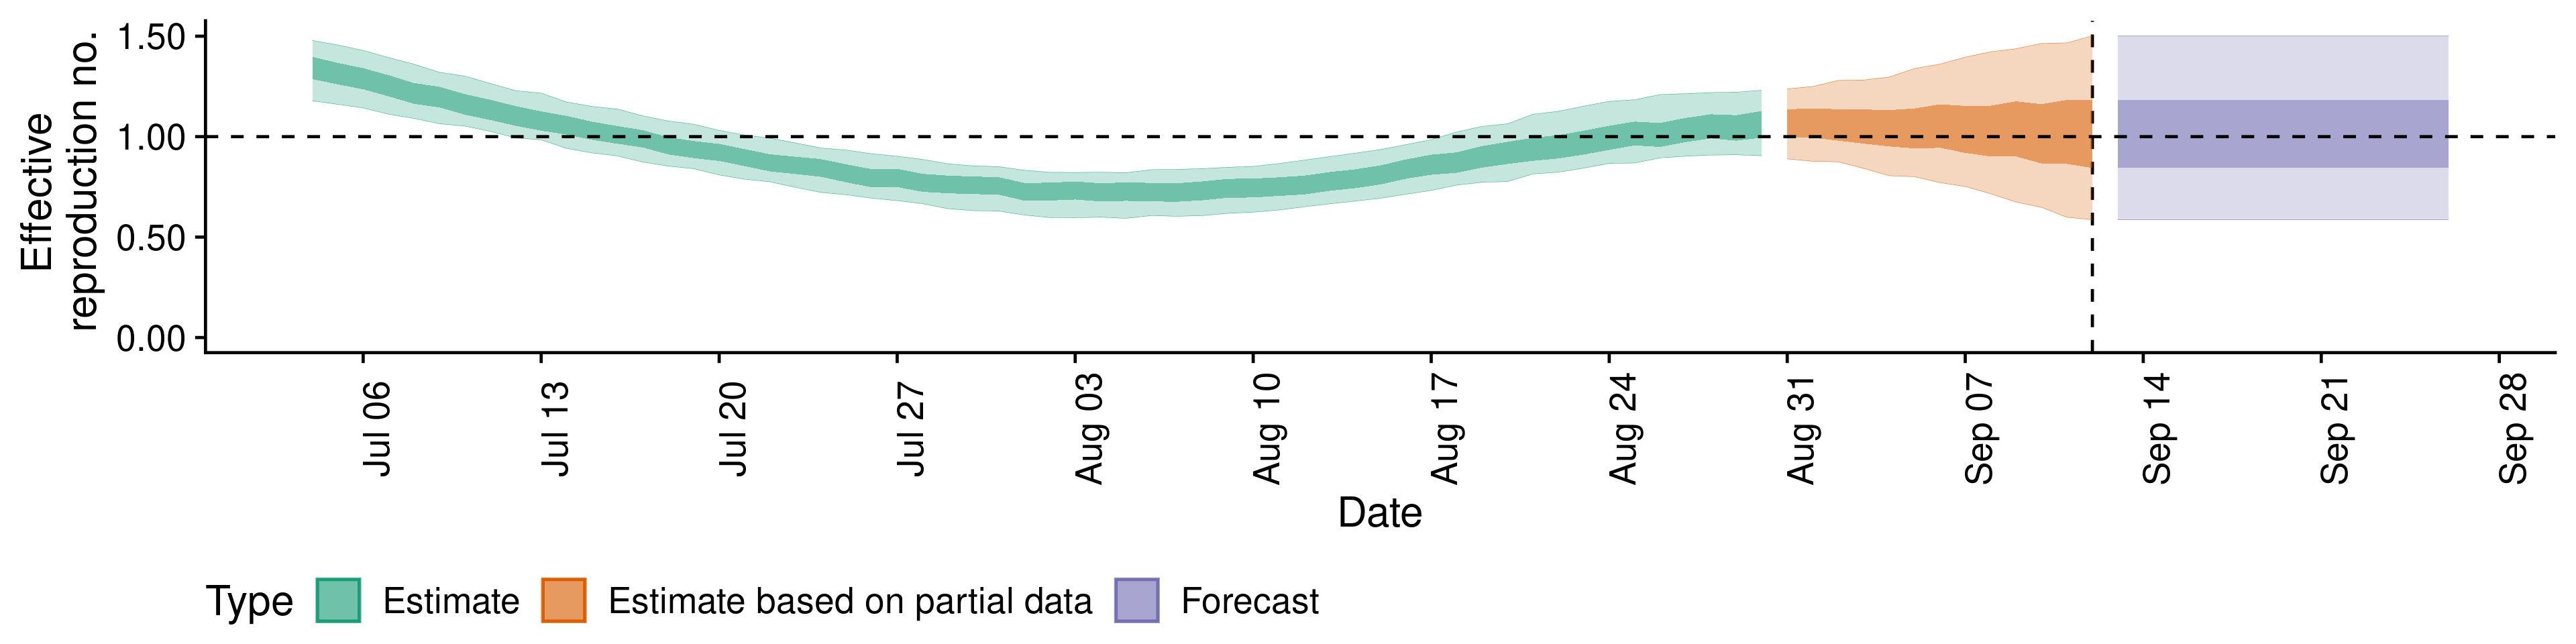 Effective
reproduction no.
1.50
1.00
0.50
0.00
Jul 06
Jul 13
Jul 20
Jul 27
Aug 03
Aug 10
Aug 17
Aug 24
Aug 31
Sep 07
Sep 14
Sep 21
Sep 28
Date
Type Estimate Estimate based on partial data Forecast